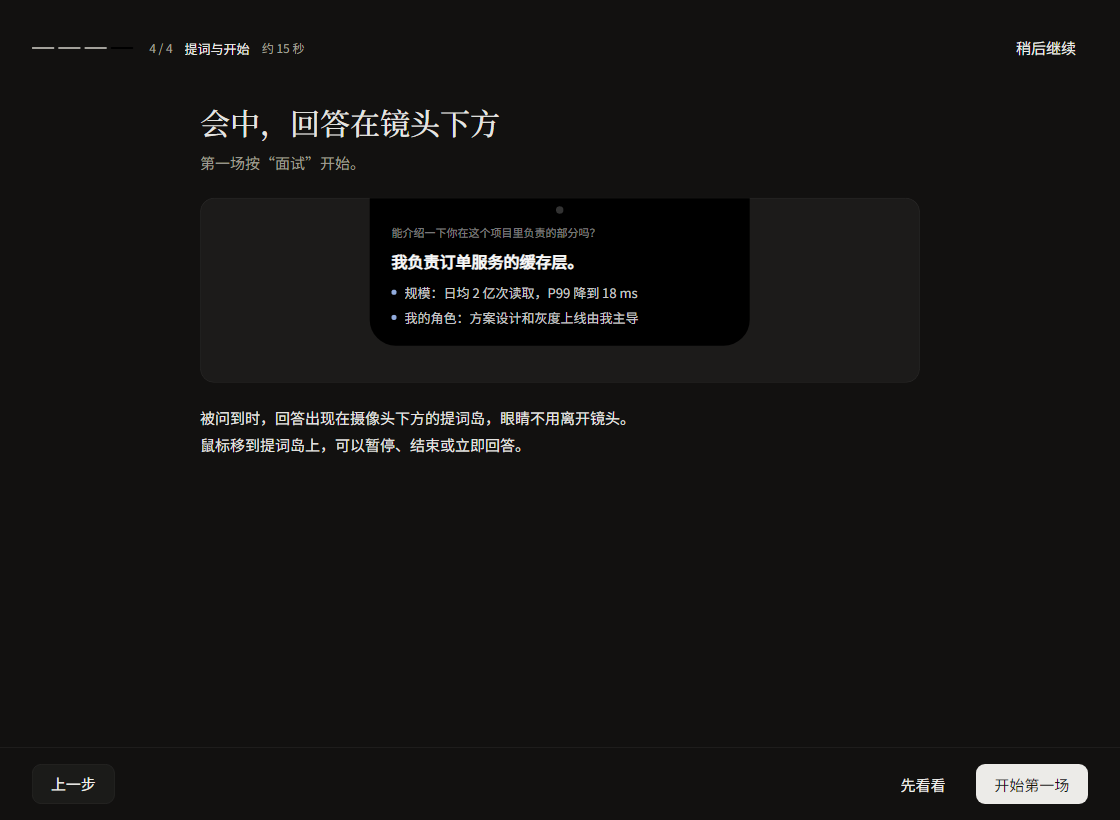 4 / 4 提词与开始 约 15 秒
稍后继续
会中，回答在镜头下方
第一场按“面试”开始。
能介绍一下你在这个项目里负责的部分吗？
我负责订单服务的缓存层。
规模：日均 2 亿次读取，P99 降到 18 ms
我的角色：方案设计和灰度上线由我主导
被问到时，回答出现在摄像头下方的提词岛，眼睛不用离开镜头。
鼠标移到提词岛上，可以暂停、结束或立即回答。
上一步
先看看
开始第一场